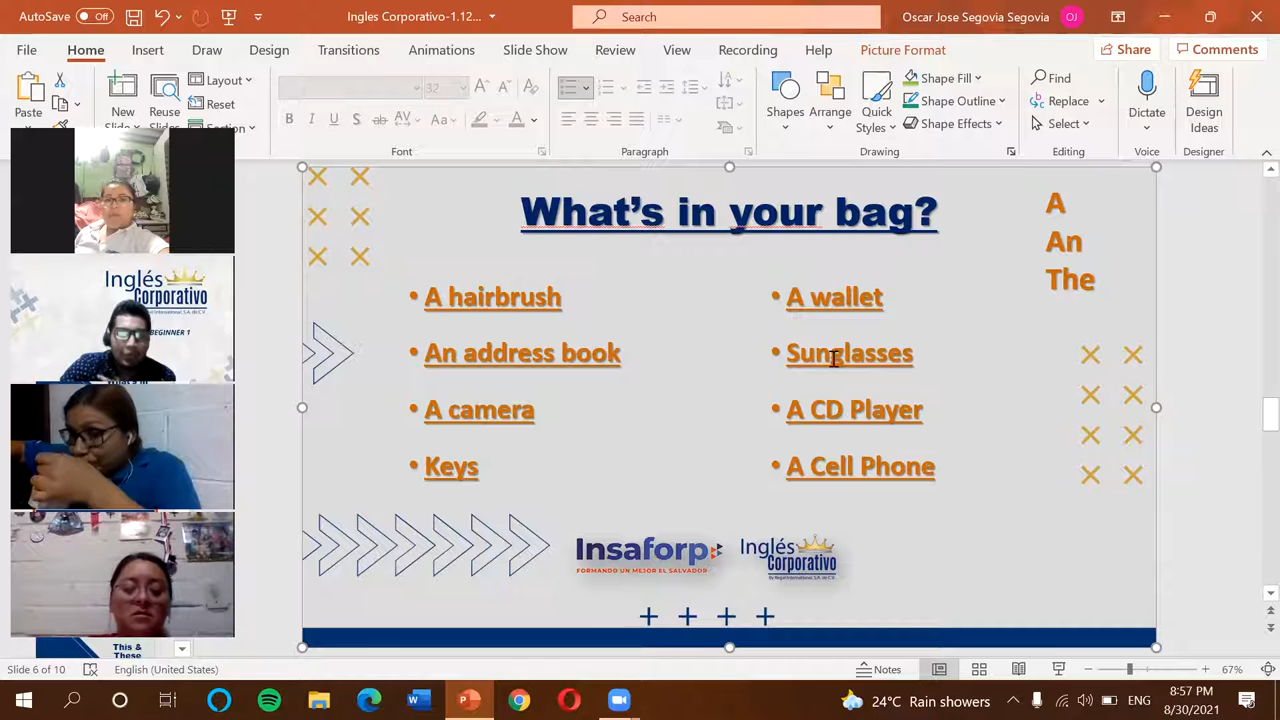 AutoSave Off
Ingles Corporativo-1.12...
Search
Oscar Jose Segovia Segovia
OJ
File Home Insert Draw Design Transitions Animations Slide Show Review View Recording Help Picture Format
Share Comments
Paste
New
Reuse
Slides
Layout
Reset
Section
Font
Paragraph
Shapes
Arrange
Quick
Styles
Shape Fill
Shape Outline
Shape Effects
Drawing
Find
Replace
Select
Editing
Dictate
Voice
Design
Ideas
Designer
Inglés
Corporativo
BEGINNER 1
What's in your bag?
A
An
The
• A hairbrush
• An address book
• A camera
• Keys
• A wallet
• Sunglasses
• A CD Player
• A Cell Phone
Insaforp
FORMANDO UN MEJOR EL SALVADOR
Inglés
Corporativo
This &
These
Slide 6 of 10
English (United States)
Notes
67%
24°C Rain showers
ENG
8:57 PM
8/30/2021